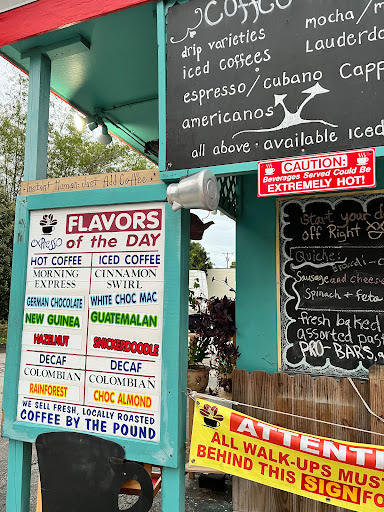 Coffee
drip varieties mocha/m
iced coffees Lauderd
espresso/cubano Capp
americanos
all above available iced
Instant Human: Just Add Coffee
CAUTION:
Beverages Served Could Be
EXTREMELY HOT!
expresso
FLAVORS
of the DAY
HOT COFFEE ICED COFFEE
MORNING EXPRESS CINNAMON SWIRL
GERMAN CHOCOLATE WHITE CHOC MAC
NEW GUINEA GUATEMALAN
HAZELNUT SNICKERDOODLE
DECAF DECAF
COLOMBIAN COLOMBIAN
RAINFOREST CHOC ALMOND
WE SELL FRESH, LOCALLY ROASTED
COFFEE BY THE POUND
Start your d
off Right
Quiche:
Sausage and cheese
Spinach + feta
fresh baked
assorted pas
PRO-BARS,
ATTENTI
ALL WALK-UPS MUS
BEHIND THIS SIGN FO